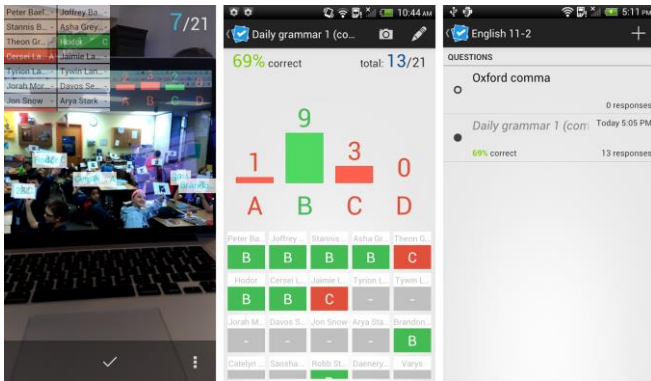 Peter Bael... - Joffrey Ba... -
Stannis B... - Asha Grey... -
Theon Gr... Hodor C
Cersei La... A Jaimie La...
Tyrion La... - Tywin Lan... -
Jorah Mor... - Davos Se... -
Jon Snow - Arya Stark -
7/21
A B C D
10:44 AM
Daily grammar 1 (co...
69% correct
total: 13/21
9
1 3 0
A B C D
Peter Ba... Joffrey ... Stannis ... Asha Gr... Theon G...
B B B B C
Hodor Cersei L... Jaimie L... Tyrion L... Tywin L...
B B C - -
Jorah M... Davos S... Jon Snow Arya Sta... Brandon...
- - - - B
Catelyn ... Sansha... Robb St... Daenery... Varys
5:11 PM
English 11-2
QUESTIONS
Oxford comma
0 responses
Daily grammar 1 (com Today 5:05 PM
69% correct 13 responses